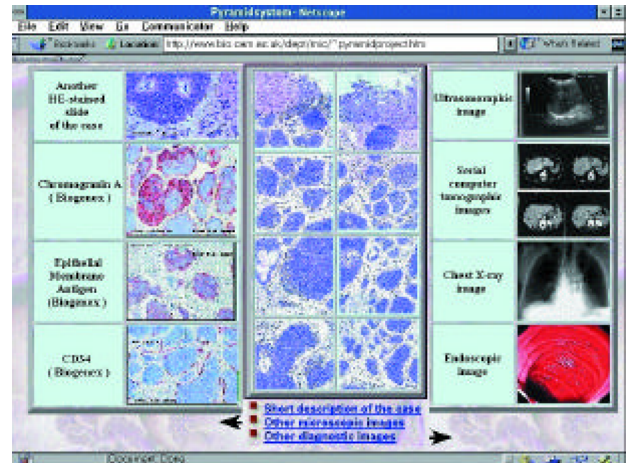 Pyramidsystem- Netscape
File Edit View Go Communicator Help
Bookmarks Location: What's Related
Another
HE-stained
slide
of the case
Chromogranin A
( Biogenex )
Epithelial
Membrane
Antigen
(Biogenex )
CD34
( Biogenex )
Ultrasonographic
image
Serial
computer
tomographic
images
Chest X-ray
image
Endoscopic
image
Short description of the case
Other microscopic images
Other diagnostic images
Document: Done